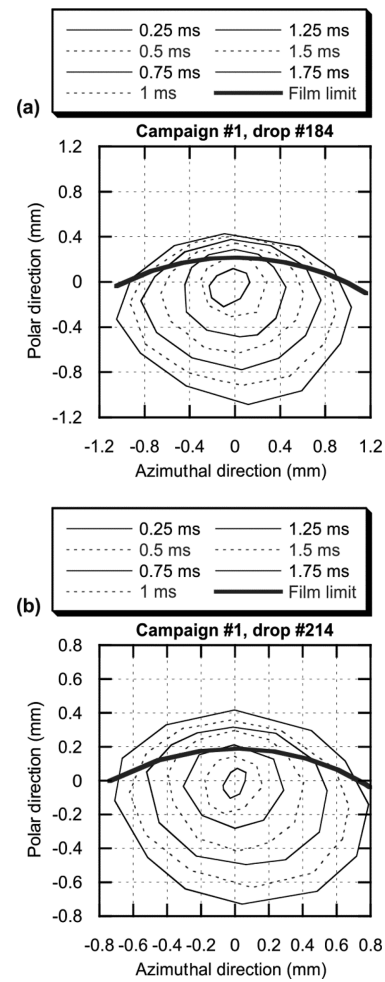 0.25 ms 1.25 ms
0.5 ms 1.5 ms
0.75 ms 1.75 ms
1 ms Film limit
(a)
Campaign #1, drop #184
1.2
0.8
0.4
0
-0.4
-0.8
-1.2
Polar direction (mm)
-1.2 -0.8 -0.4 0 0.4 0.8 1.2
Azimuthal direction (mm)
0.25 ms 1.25 ms
0.5 ms 1.5 ms
0.75 ms 1.75 ms
1 ms Film limit
(b)
Campaign #1, drop #214
0.8
0.6
0.4
0.2
0
-0.2
-0.4
-0.6
-0.8
Polar direction (mm)
-0.8 -0.6 -0.4 -0.2 0 0.2 0.4 0.6 0.8
Azimuthal direction (mm)